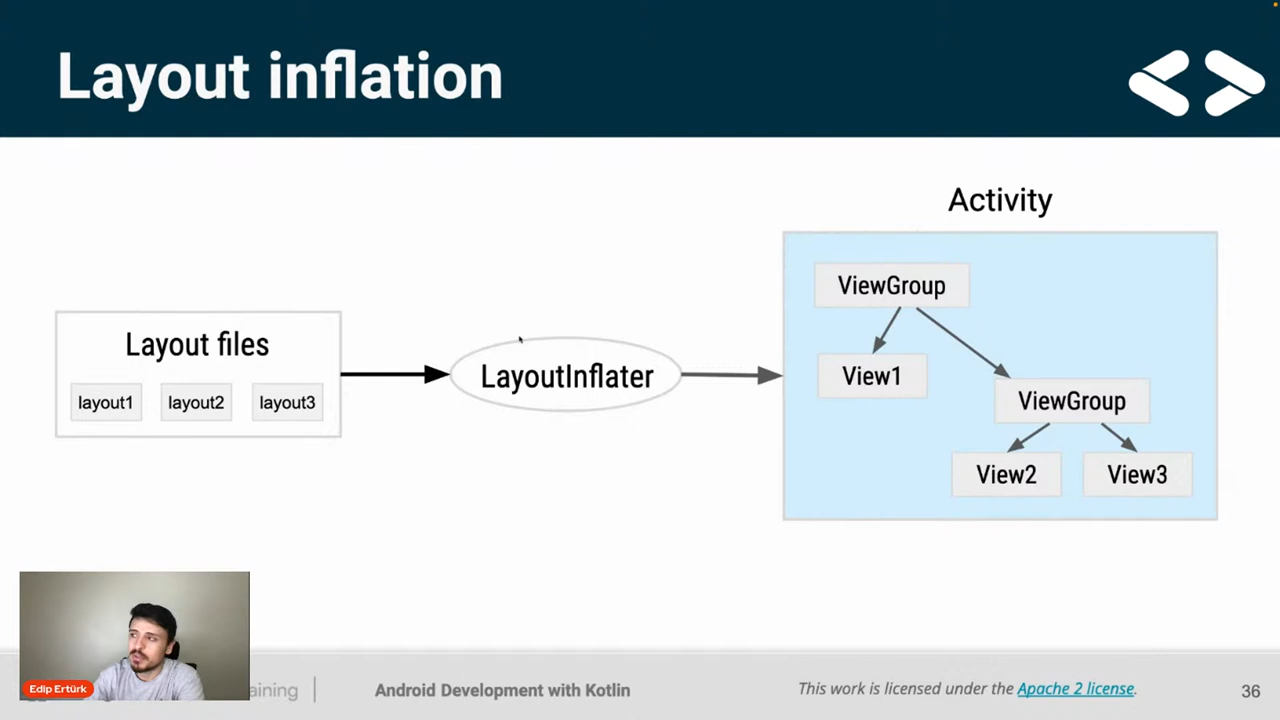 Layout inflation
Activity
ViewGroup
Layout files
layout1 layout2 layout3
LayoutInflater
View1
ViewGroup
View2 View3
Edip Ertürk
Android Development with Kotlin
This work is licensed under the Apache 2 license.
36